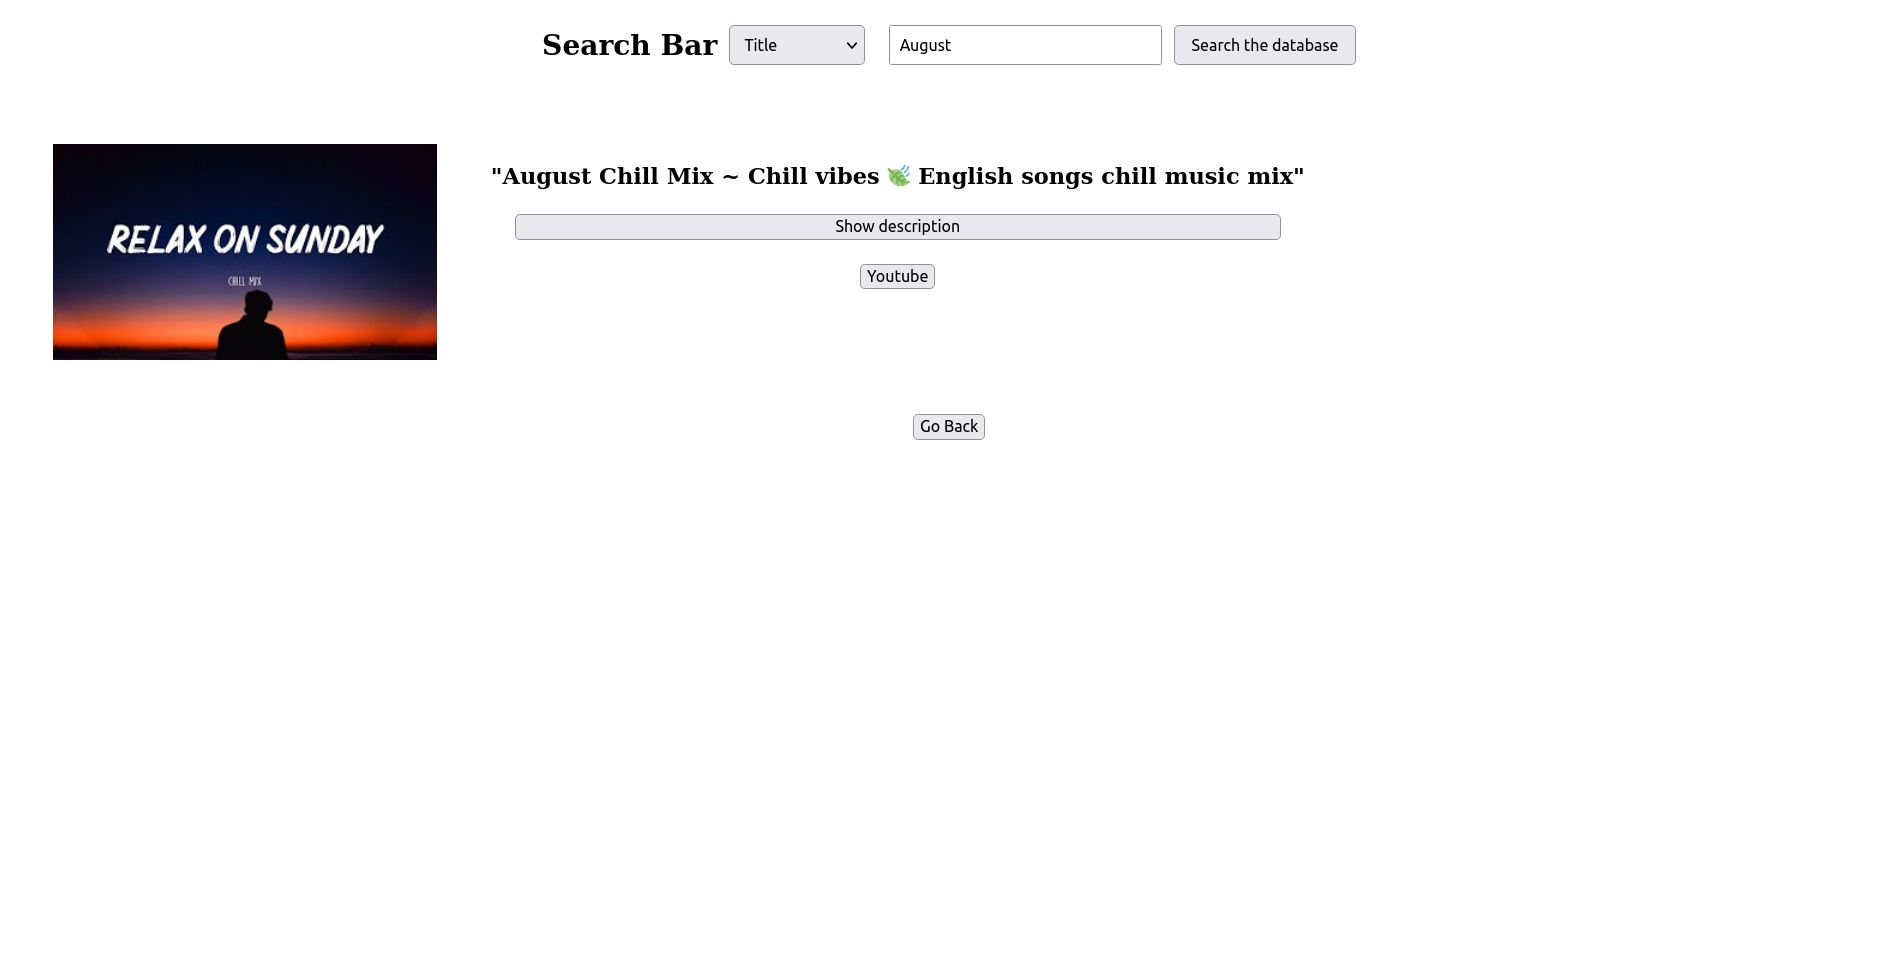 Search Bar Title August Search the database
"August Chill Mix ~ Chill vibes 🍃 English songs chill music mix"
RELAX ON SUNDAY
CHILL MIX
Show description
Youtube
Go Back